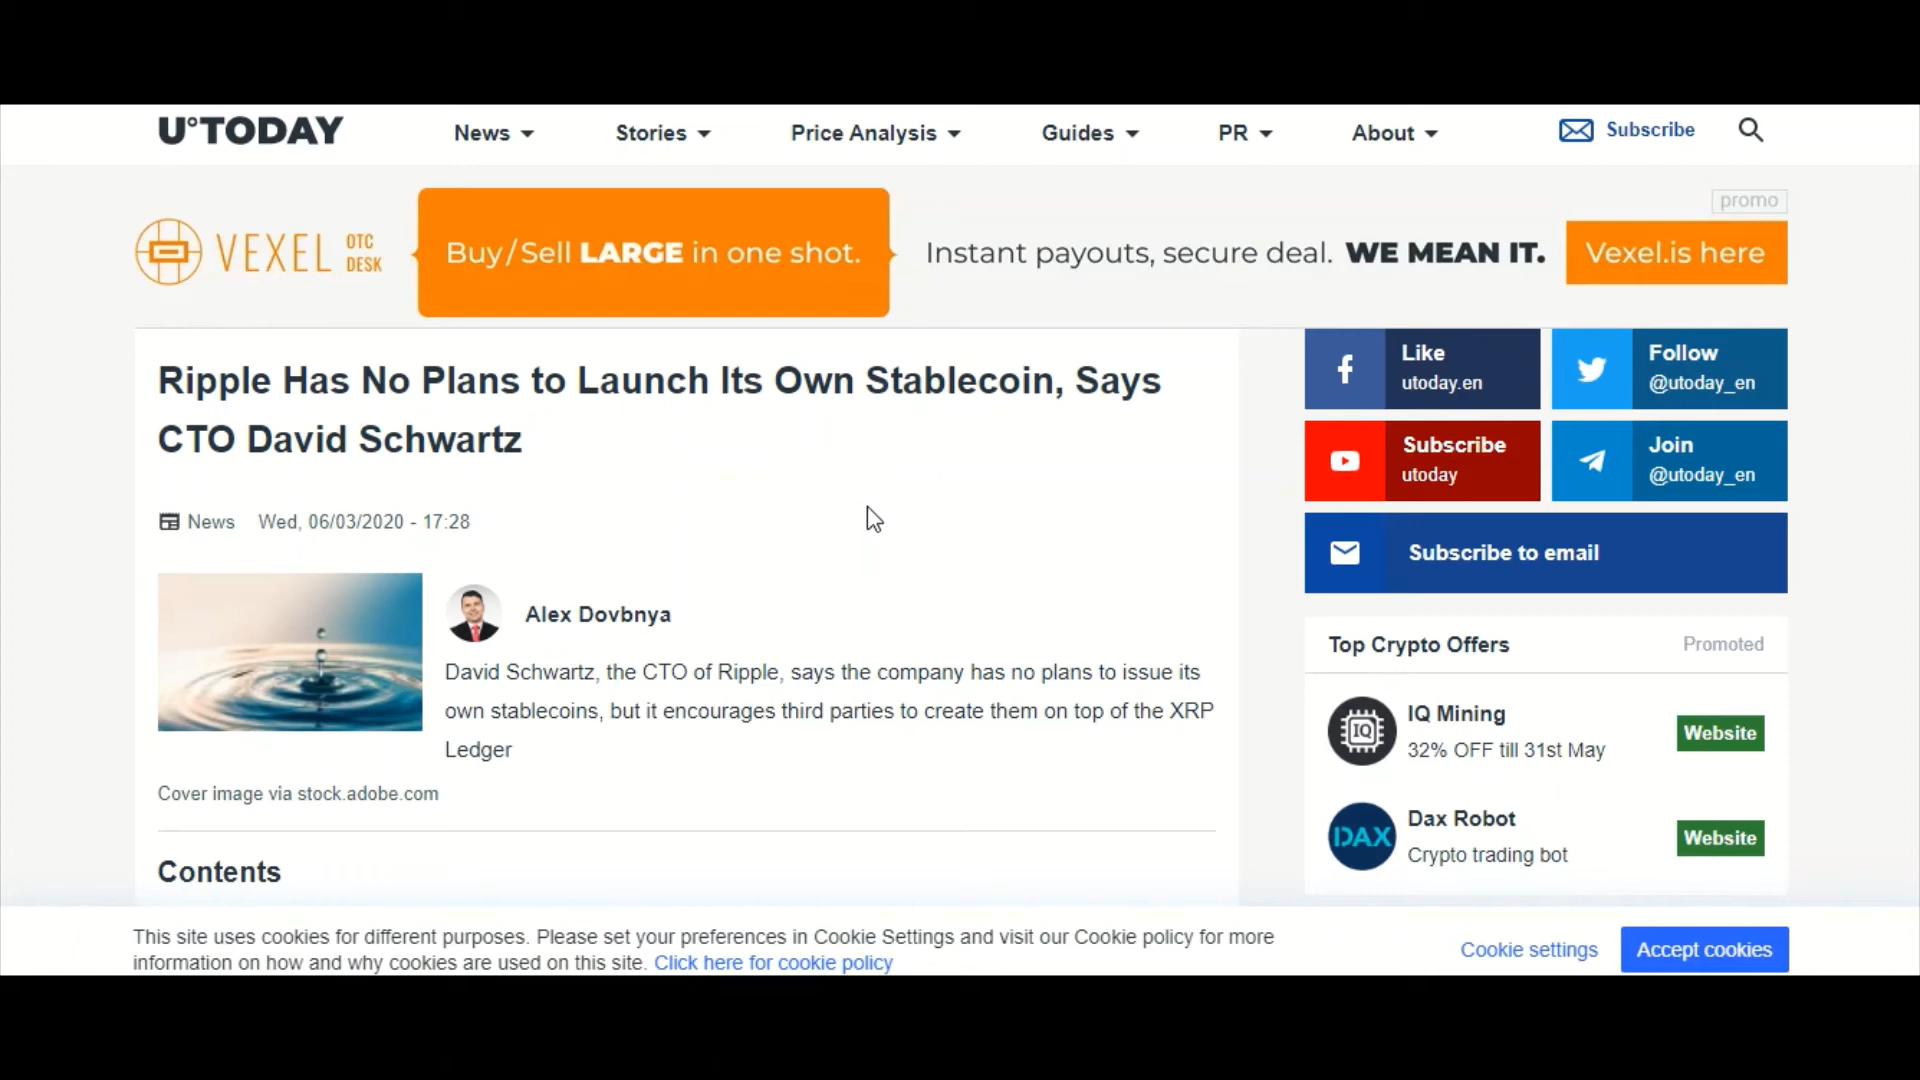 U°TODAY
News
Stories
Price Analysis
Guides
PR
About
Subscribe
promo
VEXEL OTC DESK
Buy/Sell LARGE in one shot.
Instant payouts, secure deal. WE MEAN IT.
Vexel.is here
Ripple Has No Plans to Launch Its Own Stablecoin, Says
CTO David Schwartz
News Wed, 06/03/2020 - 17:28
Alex Dovbnya
David Schwartz, the CTO of Ripple, says the company has no plans to issue its
own stablecoins, but it encourages third parties to create them on top of the XRP
Ledger
Cover image via stock.adobe.com
Contents
Like
utoday.en
Follow
@utoday_en
Subscribe
utoday
Join
@utoday_en
Subscribe to email
Top Crypto Offers
Promoted
IQ
IQ Mining
32% OFF till 31st May
Website
DAX
Dax Robot
Crypto trading bot
Website
This site uses cookies for different purposes. Please set your preferences in Cookie Settings and visit our Cookie policy for more
information on how and why cookies are used on this site. Click here for cookie policy
Cookie settings
Accept cookies